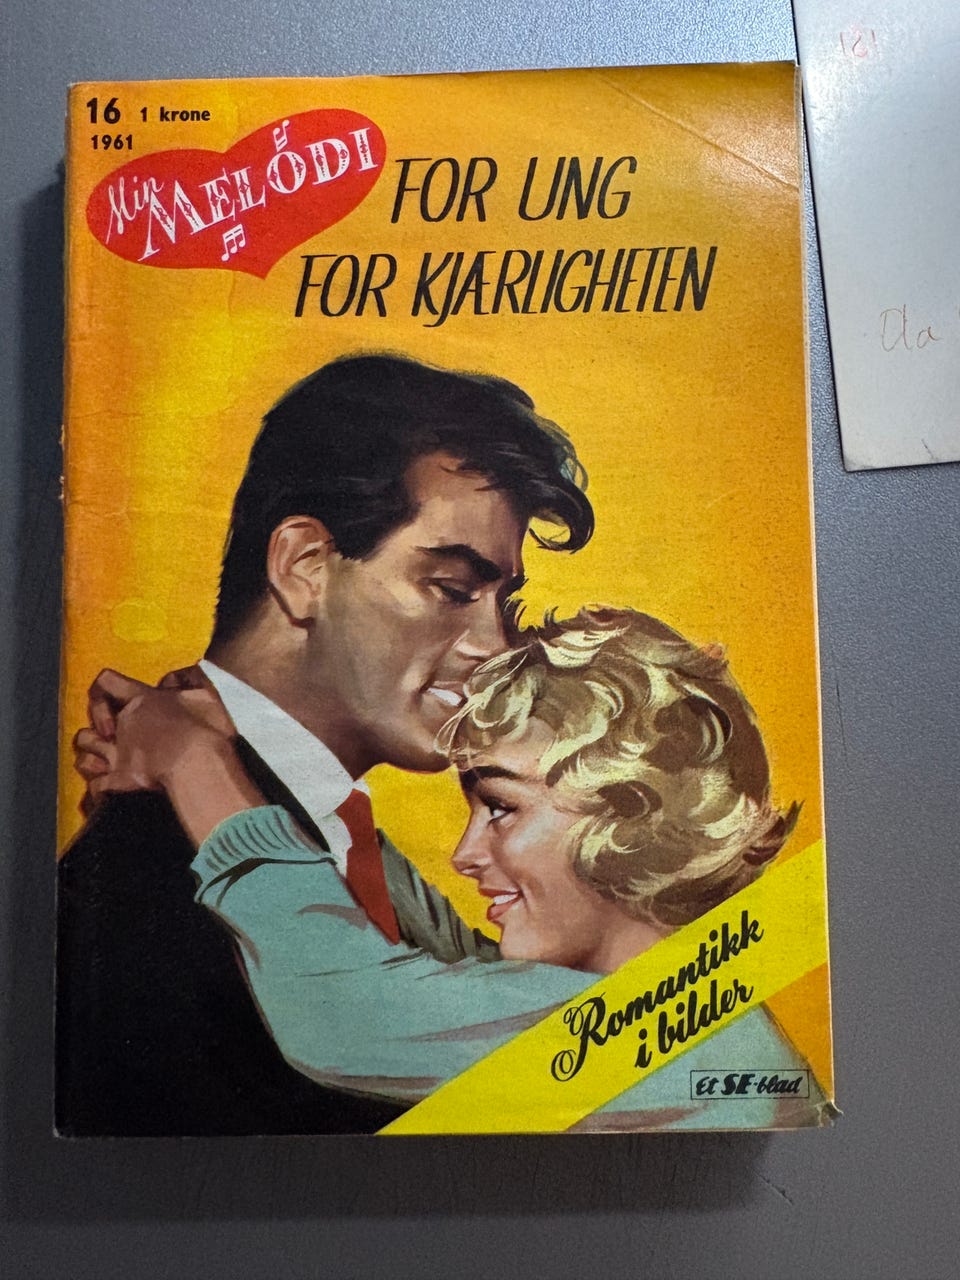 16 1 krone
1961
Min
MELODI
FOR UNG
FOR KJÆRLIGHETEN
Romantikk
i bilder
Et SE-blad